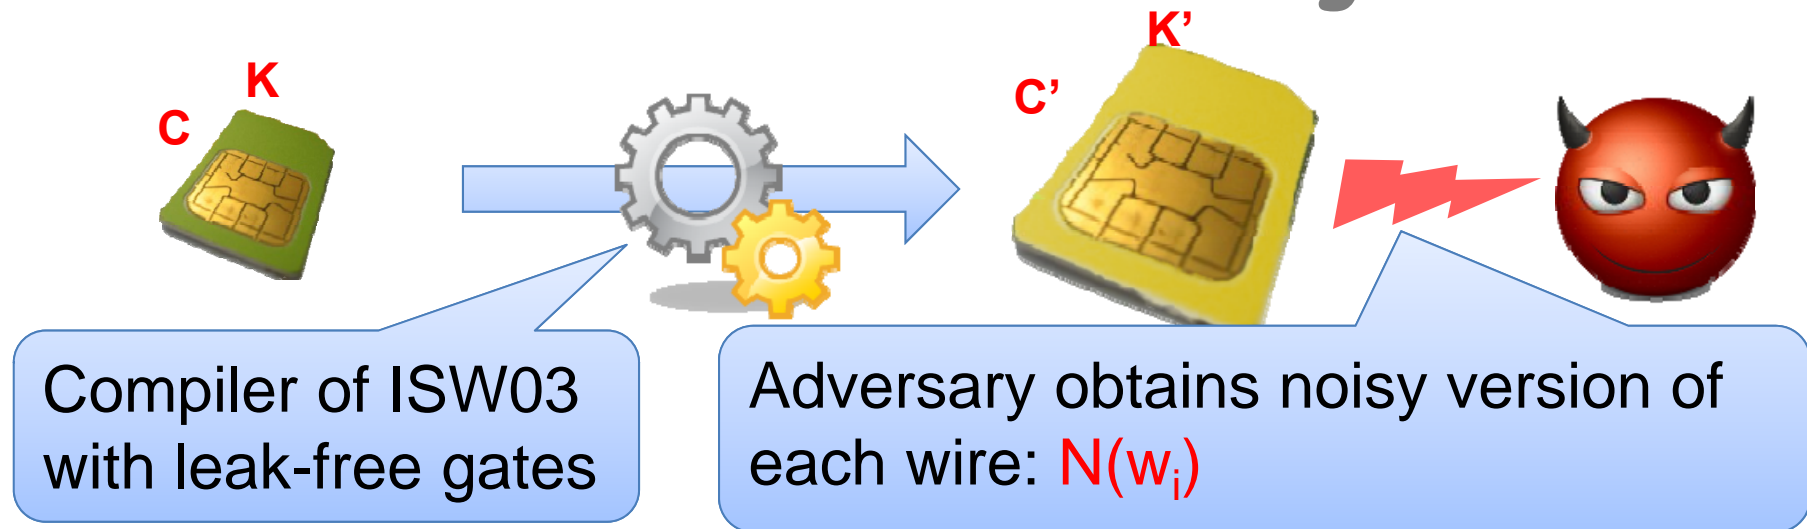 K’
K
C’
C
Compiler of ISW03
with leak-free gates
Adversary obtains noisy version of
each wire: N(wᵢ)